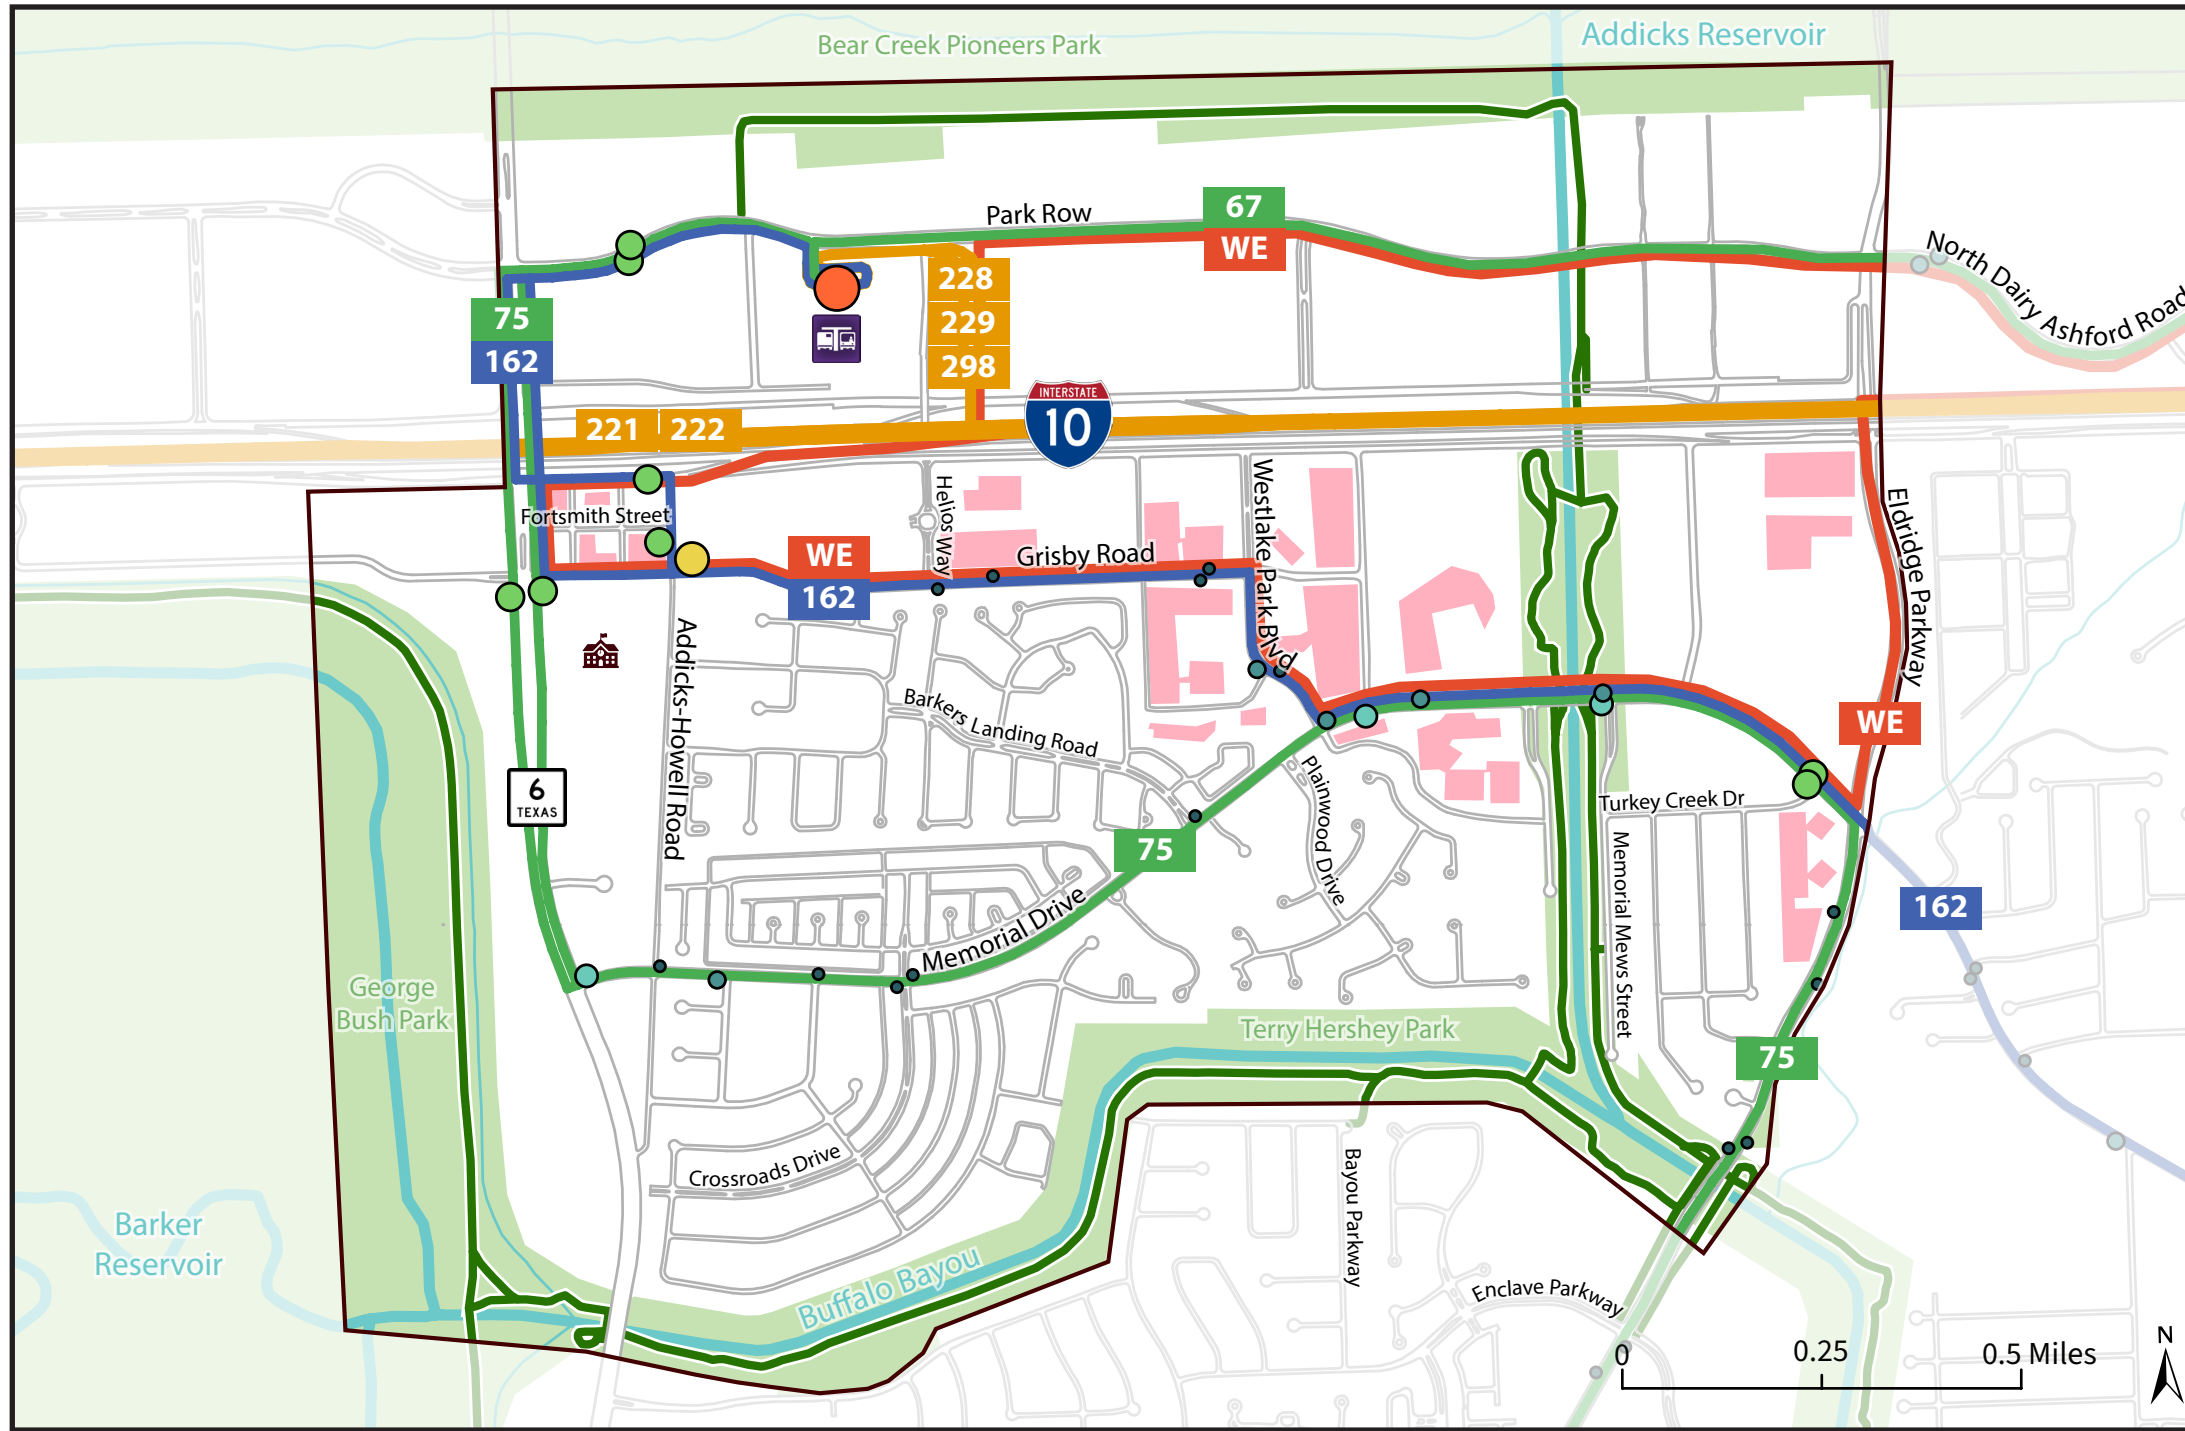 Bear Creek Pioneers Park
Addicks Reservoir
Park Row
67
WE
North Dairy Ashford Road
228
229
298
75
162
INTERSTATE
10
221 222
Fortsmith Street
Helios Way
Westlake Park Blvd
Grisby Road
WE
162
Eldridge Parkway
Addicks-Howell Road
Barkers Landing Road
WE
6
TEXAS
Plainwood Drive
Turkey Creek Dr
75
Memorial Mews Street
162
Memorial Drive
George
Bush Park
Terry Hershey Park
75
Crossroads Drive
Bayou Parkway
Barker
Reservoir
Buffalo Bayou
Enclave Parkway
0 0.25 0.5 Miles
N